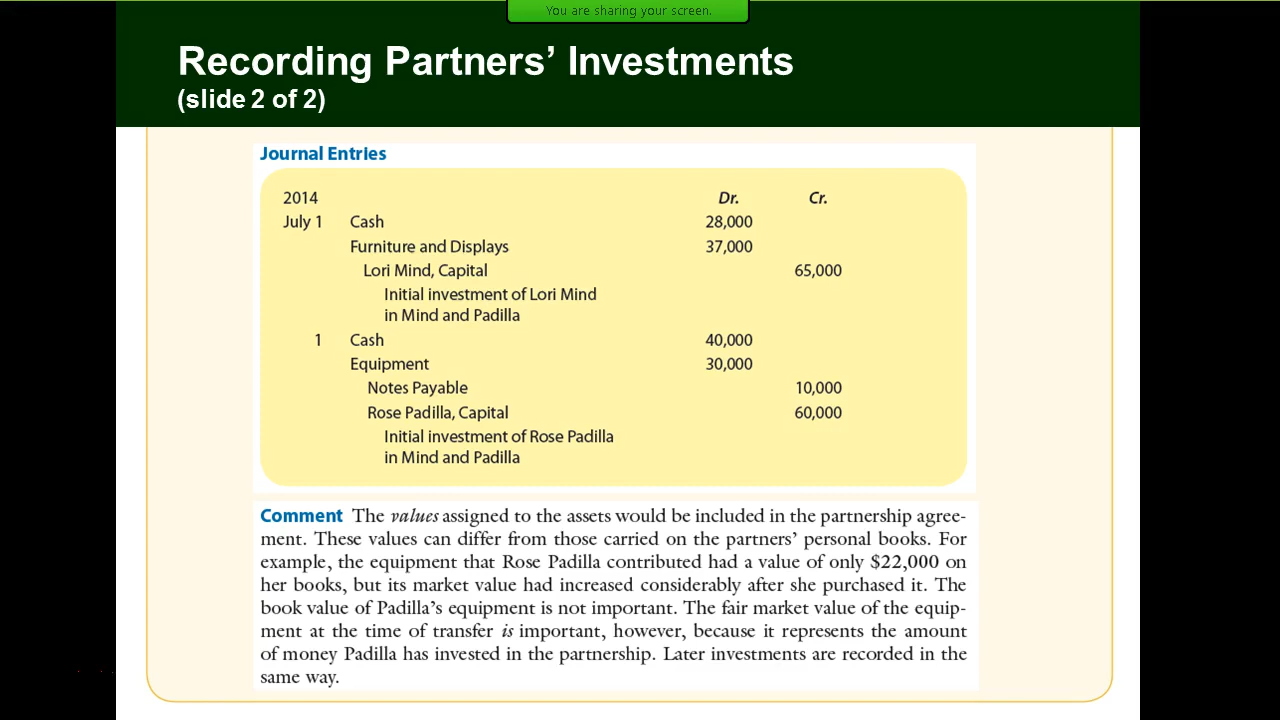 You are sharing your screen.
Recording Partners’ Investments
(slide 2 of 2)
Journal Entries
2014 Dr. Cr.
July 1 Cash 28,000
Furniture and Displays 37,000
Lori Mind, Capital 65,000
Initial investment of Lori Mind
in Mind and Padilla
1 Cash 40,000
Equipment 30,000
Notes Payable 10,000
Rose Padilla, Capital 60,000
Initial investment of Rose Padilla
in Mind and Padilla
Comment The values assigned to the assets would be included in the partnership agree-
ment. These values can differ from those carried on the partners’ personal books. For
example, the equipment that Rose Padilla contributed had a value of only $22,000 on
her books, but its market value had increased considerably after she purchased it. The
book value of Padilla’s equipment is not important. The fair market value of the equip-
ment at the time of transfer is important, however, because it represents the amount
of money Padilla has invested in the partnership. Later investments are recorded in the
same way.